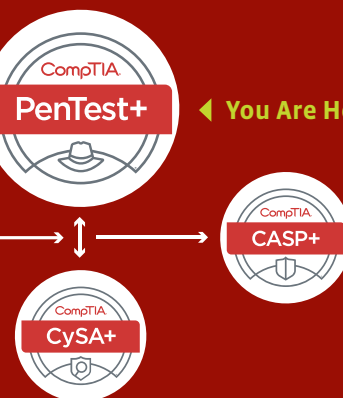 CompTIA.
PenTest+
You Are
CompTIA.
CASP+
CompTIA.
CySA+